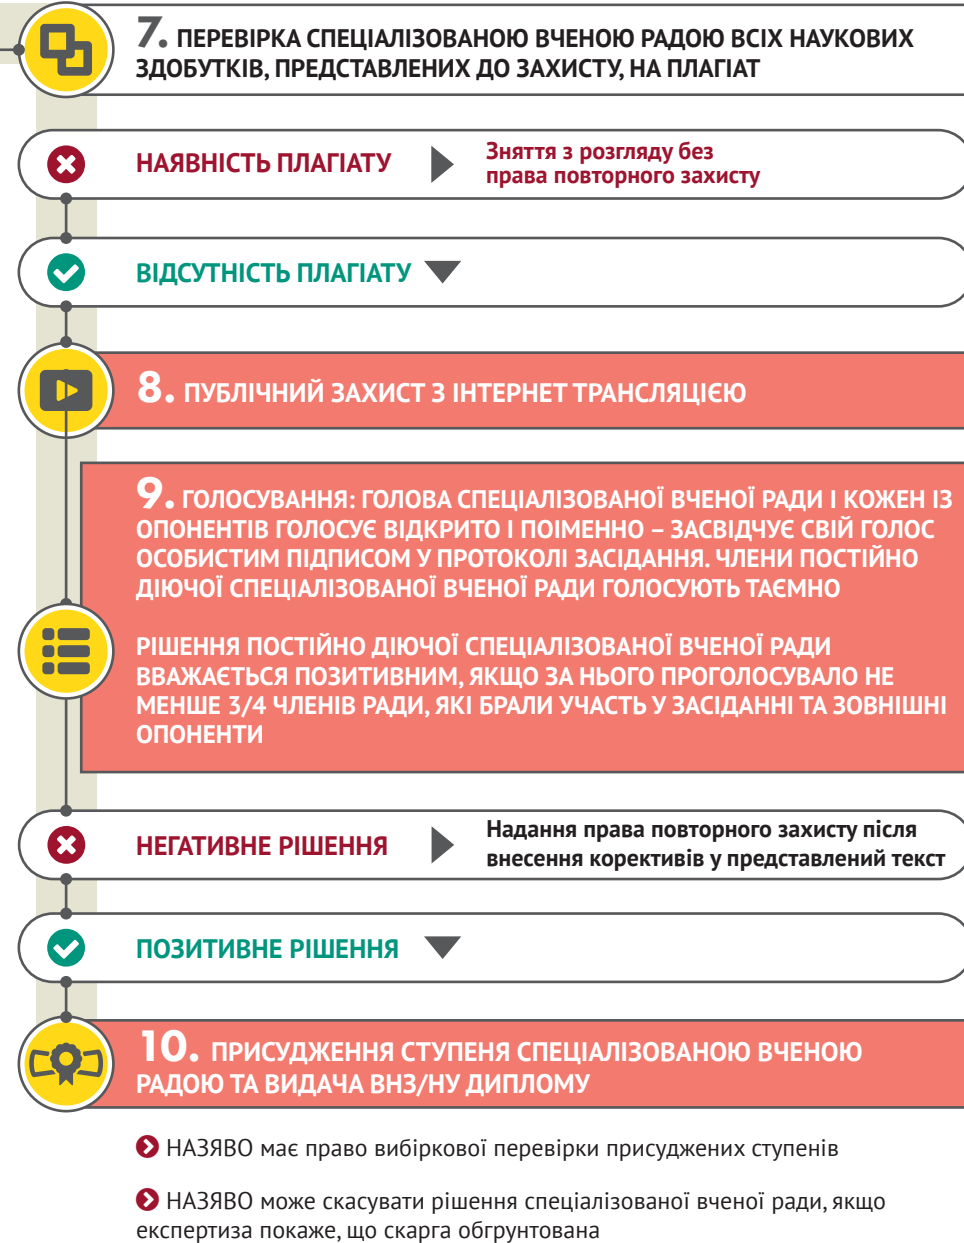 7. ПЕРЕВІРКА СПЕЦІАЛІЗОВАНОЮ ВЧЕНОЮ РАДОЮ ВСІХ НАУКОВИХ
ЗДОБУТКІВ, ПРЕДСТАВЛЕНИХ ДО ЗАХИСТУ, НА ПЛАГІАТ
НАЯВНІСТЬ ПЛАГІАТУ
Зняття з розгляду без
права повторного захисту
ВІДСУТНІСТЬ ПЛАГІАТУ
8. ПУБЛІЧНИЙ ЗАХИСТ З ІНТЕРНЕТ ТРАНСЛЯЦІЄЮ
9. ГОЛОСУВАННЯ: ГОЛОВА СПЕЦІАЛІЗОВАНОЇ ВЧЕНОЇ РАДИ І КОЖЕН ІЗ
ОПОНЕНТІВ ГОЛОСУЄ ВІДКРИТО І ПОІМЕННО – ЗАСВІДЧУЄ СВІЙ ГОЛОС
ОСОБИСТИМ ПІДПИСОМ У ПРОТОКОЛІ ЗАСІДАННЯ. ЧЛЕНИ ПОСТІЙНО
ДІЮЧОЇ СПЕЦІАЛІЗОВАНОЇ ВЧЕНОЇ РАДИ ГОЛОСУЮТЬ ТАЄМНО
РІШЕННЯ ПОСТІЙНО ДІЮЧОЇ СПЕЦІАЛІЗОВАНОЇ ВЧЕНОЇ РАДИ
ВВАЖАЄТЬСЯ ПОЗИТИВНИМ, ЯКЩО ЗА НЬОГО ПРОГОЛОСУВАЛО НЕ
МЕНШЕ 3/4 ЧЛЕНІВ РАДИ, ЯКІ БРАЛИ УЧАСТЬ У ЗАСІДАННІ ТА ЗОВНІШНІ
ОПОНЕНТИ
НЕГАТИВНЕ РІШЕННЯ
Надання права повторного захисту після
внесення корективів у представлений текст
ПОЗИТИВНЕ РІШЕННЯ
10. ПРИСУДЖЕННЯ СТУПЕНЯ СПЕЦІАЛІЗОВАНОЮ ВЧЕНОЮ
РАДОЮ ТА ВИДАЧА ВНЗ/НУ ДИПЛОМУ
НАЗЯВО має право вибіркової перевірки присуджених ступенів
НАЗЯВО може скасувати рішення спеціалізованої вченої ради, якщо
експертиза покаже, що скарга обгрунтована